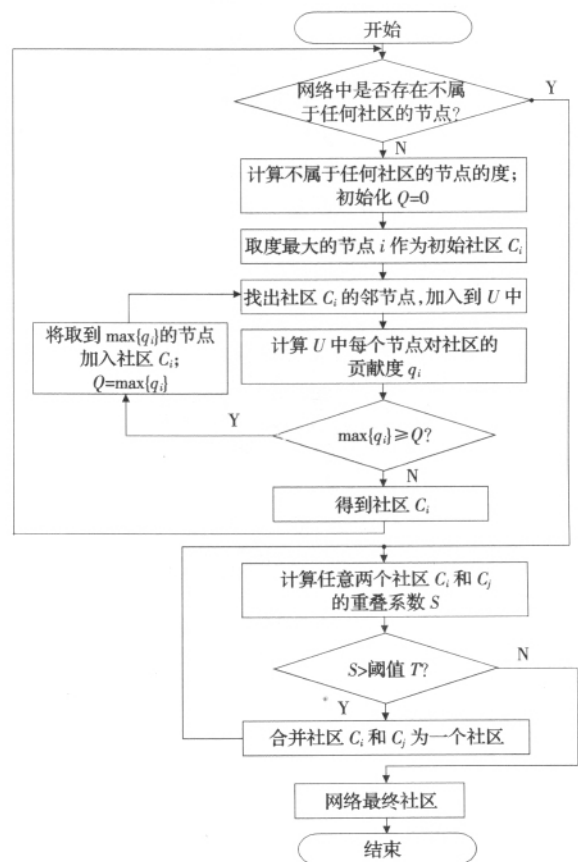 开始
网络中是否存在不属
于任何社区的节点?
Y
N
计算不属于任何社区的节点的度;
初始化 Q=0
取度最大的节点 i 作为初始社区 Ci
找出社区 Ci 的邻节点,加入到 U 中
将取到 max{qi}的节点
加入社区 Ci;
Q=max{qi}
计算 U 中每个节点对社区的
贡献度 qi
Y
max{qi}≥Q?
N
得到社区 Ci
计算任意两个社区 Ci 和 Cj
的重叠系数 S
S>阈值 T?
N
Y
合并社区 Ci 和 Cj 为一个社区
网络最终社区
结束